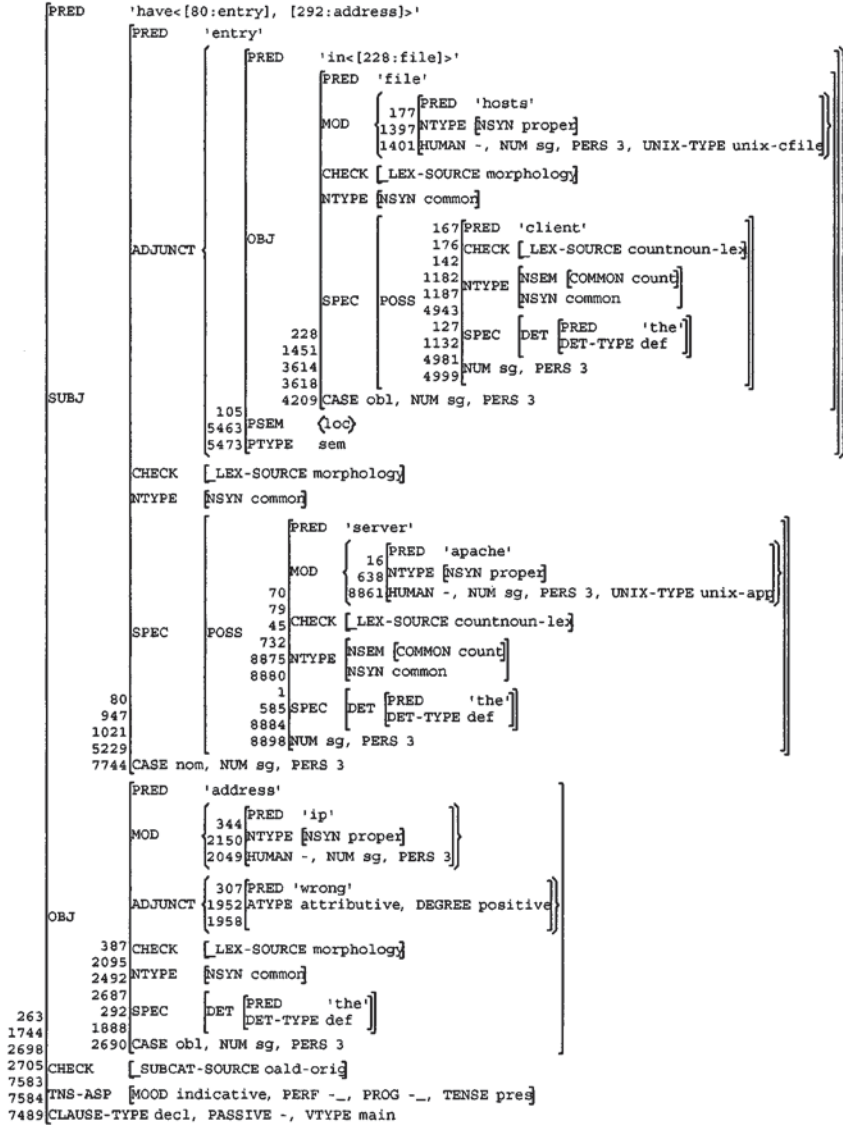 PRED 'have<[80:entry], [292:address]>'
PRED 'entry'
PRED 'in<[228:file]>'
PRED 'file'
PRED 'hosts'
177
MOD 1397 NTYPE [NSYN proper]
1401 HUMAN -, NUM sg, PERS 3, UNIX-TYPE unix-cfile
CHECK [_LEX-SOURCE morphology]
NTYPE [NSYN common]
167 PRED 'client'
OBJ 176 CHECK [_LEX-SOURCE countnoun-lex]
ADJUNCT 142
1182 NTYPE [NSEM [COMMON count]
1187 NSYN common]
SPEC POSS 4943
228 127 SPEC [DET [PRED 'the'
1451 1132 DET-TYPE def]]
3614 4981
3618 4999 NUM sg, PERS 3
SUBJ 4209 CASE obl, NUM sg, PERS 3
105
5463 PSEM {loc}
5473 PTYPE sem
CHECK [_LEX-SOURCE morphology]
NTYPE [NSYN common]
PRED 'server'
16 PRED 'apache'
MOD 638 NTYPE [NSYN proper]
70 8861 HUMAN -, NUM sg, PERS 3, UNIX-TYPE unix-app
79
45 CHECK [_LEX-SOURCE countnoun-lex]
SPEC POSS 732
8875 NTYPE [NSEM [COMMON count]
8880 NSYN common]
1
80 585 SPEC [DET [PRED 'the'
947 8884 DET-TYPE def]]
1021 8898 NUM sg, PERS 3
5229
7744 CASE nom, NUM sg, PERS 3
PRED 'address'
344 PRED 'ip'
MOD 2150 NTYPE [NSYN proper]
2049 HUMAN -, NUM sg, PERS 3
307 PRED 'wrong'
ADJUNCT 1952 ATYPE attributive, DEGREE positive
OBJ 1958
387 CHECK [_LEX-SOURCE morphology]
2095
2492 NTYPE [NSYN common]
2687
292 SPEC [DET [PRED 'the'
263 1888 DET-TYPE def]]
1744
2698 2690 CASE obl, NUM sg, PERS 3
2705 CHECK [_SUBCAT-SOURCE oald-orig]
7583
7584 TNS-ASP [MOOD indicative, PERF -_, PROG -_, TENSE pres]
7489 CLAUSE-TYPE decl, PASSIVE -, VTYPE main